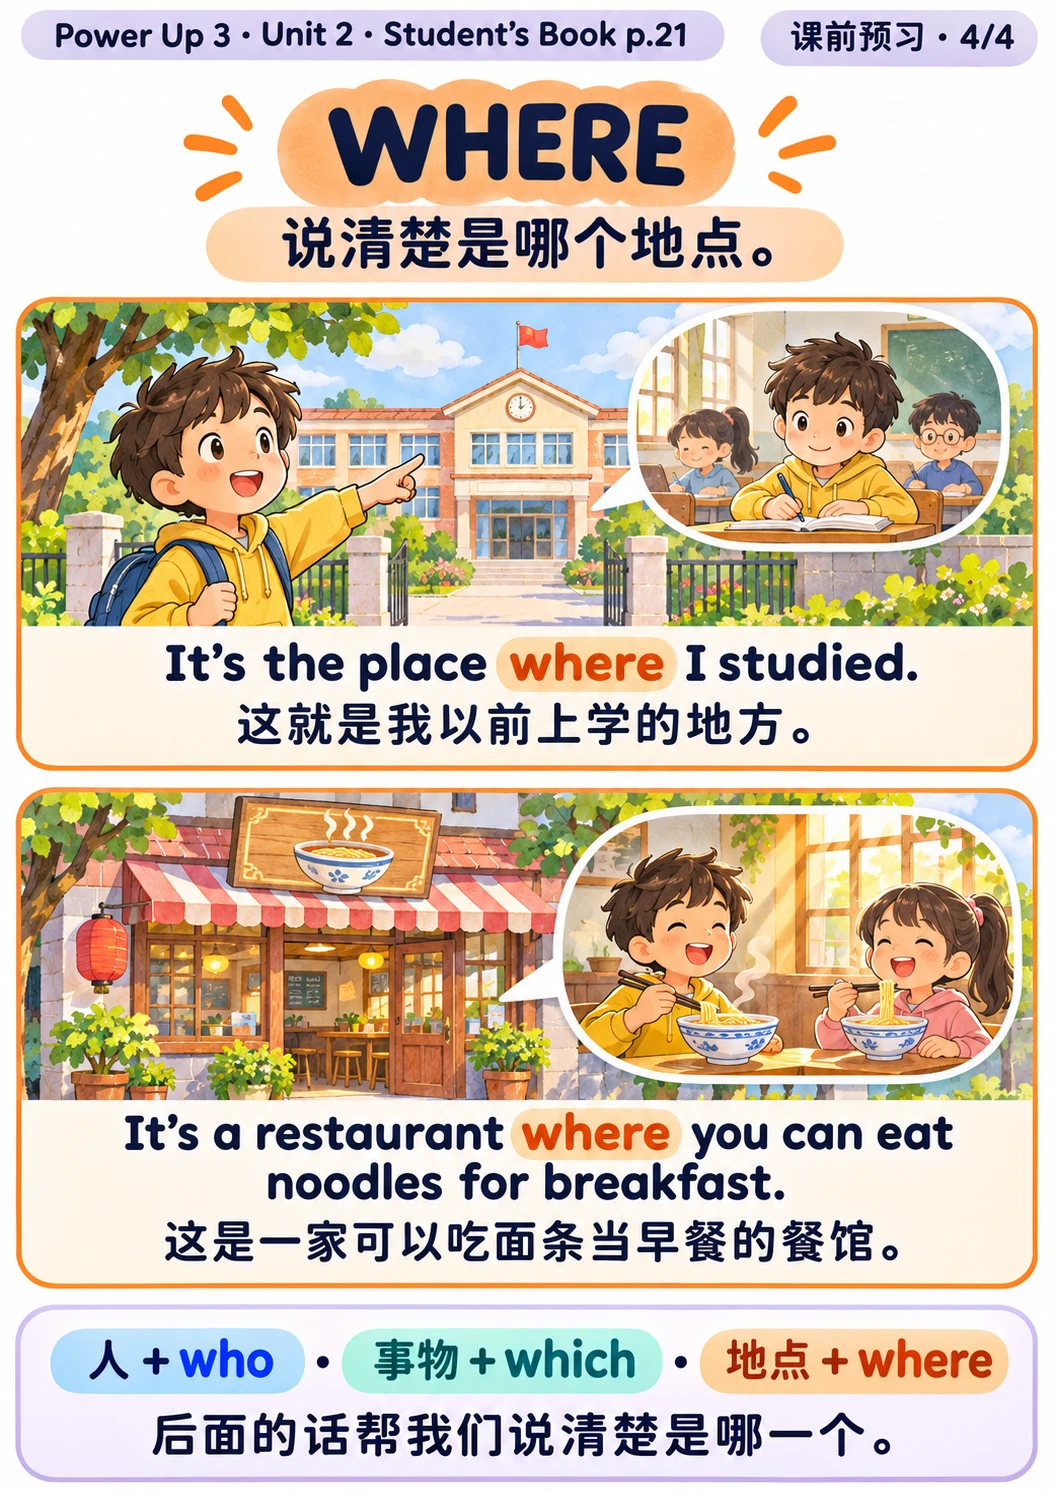 Power Up 3 · Unit 2 · Student's Book p.21
课前预习 · 4/4
WHERE
说清楚是哪个地点。
It's the place where I studied.
这就是我以前上学的地方。
It's a restaurant where you can eat
noodles for breakfast.
这是一家可以吃面条当早餐的餐馆。
人 + who · 事物 + which · 地点 + where
后面的话帮我们说清楚是哪一个。